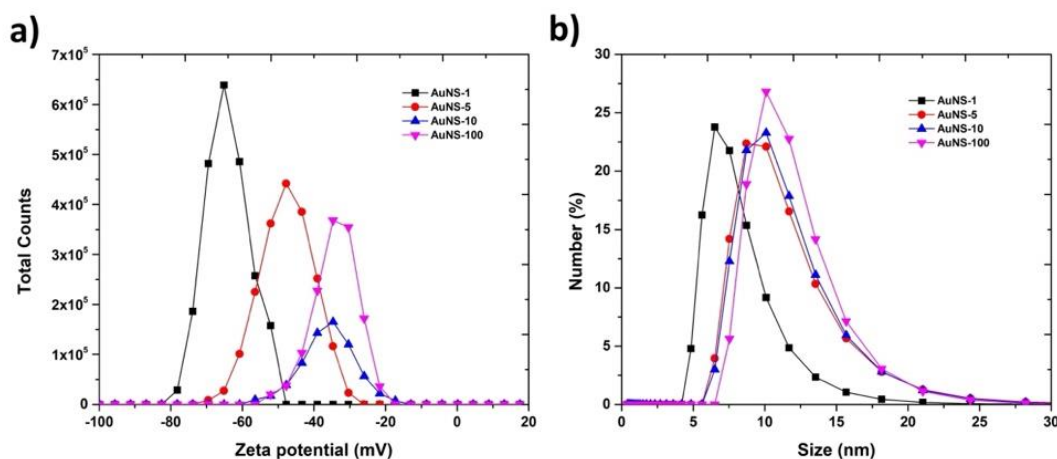 a)
7x10⁵
6x10⁵
5x10⁵
4x10⁵
3x10⁵
2x10⁵
1x10⁵
0
Total Counts
-100 -80 -60 -40 -20 0 20
Zeta potential (mV)
AuNS-1
AuNS-5
AuNS-10
AuNS-100
b)
30
25
20
15
10
5
0
Number (%)
0 5 10 15 20 25 30
Size (nm)
AuNS-1
AuNS-5
AuNS-10
AuNS-100